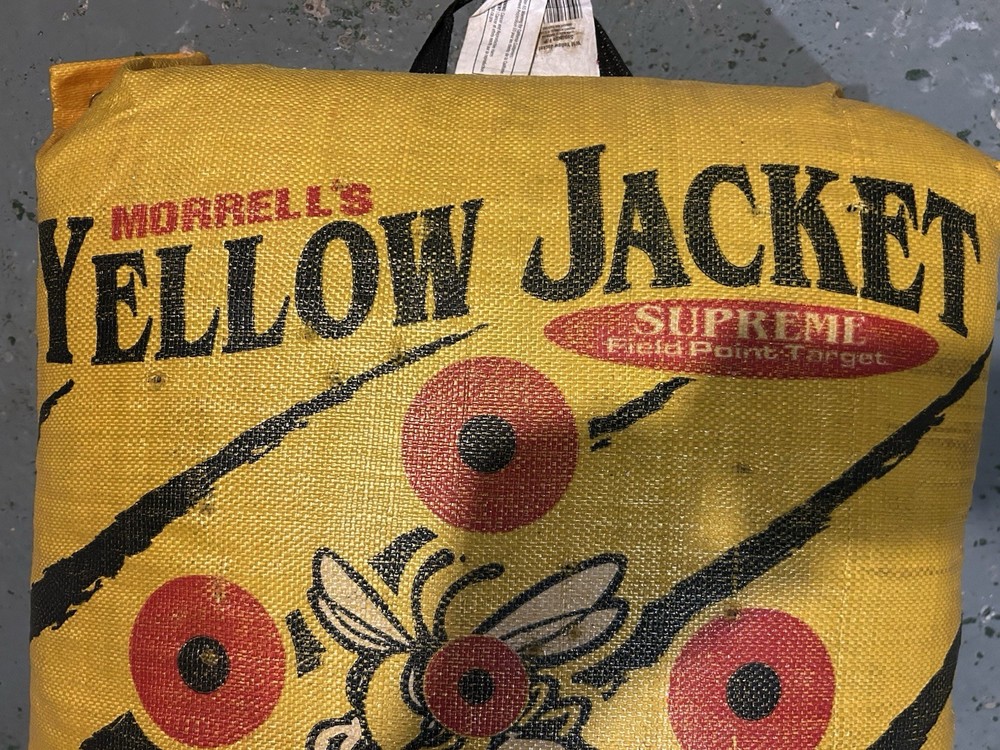 MORRELL'S
YELLOW JACKET
SUPREME
Field Point Target